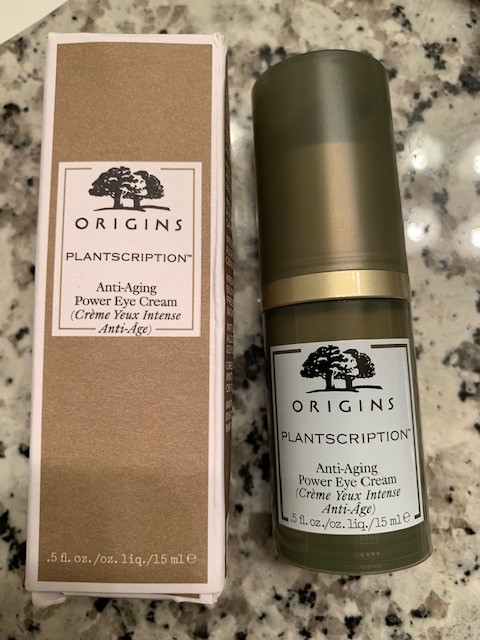 ORIGINS
PLANTSCRIPTION™
Anti-Aging
Power Eye Cream
(Crème Yeux Intense
Anti-Âge)
.5 fl. oz./oz. liq./15 ml ℮
ORIGINS
PLANTSCRIPTION™
Anti-Aging
Power Eye Cream
(Crème Yeux Intense
Anti-Âge)
.5 fl. oz./oz. liq./15 ml ℮